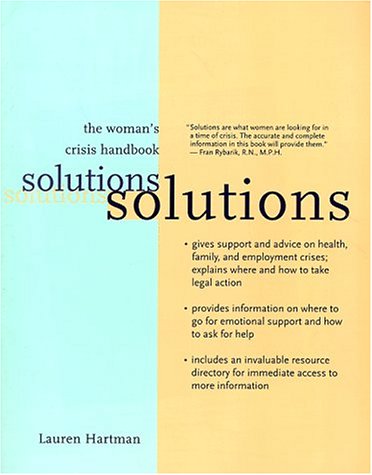 the woman's
crisis handbook
solutions
solutions
solutions
"Solutions are what women are looking for in
a time of crisis. The accurate and complete
information in this book will provide them."
— Fran Rybarik, R.N., M.P.H.
• gives support and advice on health,
family, and employment crises;
explains where and how to take
legal action
• provides information on where to
go for emotional support and how
to ask for help
• includes an invaluable resource
directory for immediate access to
more information
Lauren Hartman